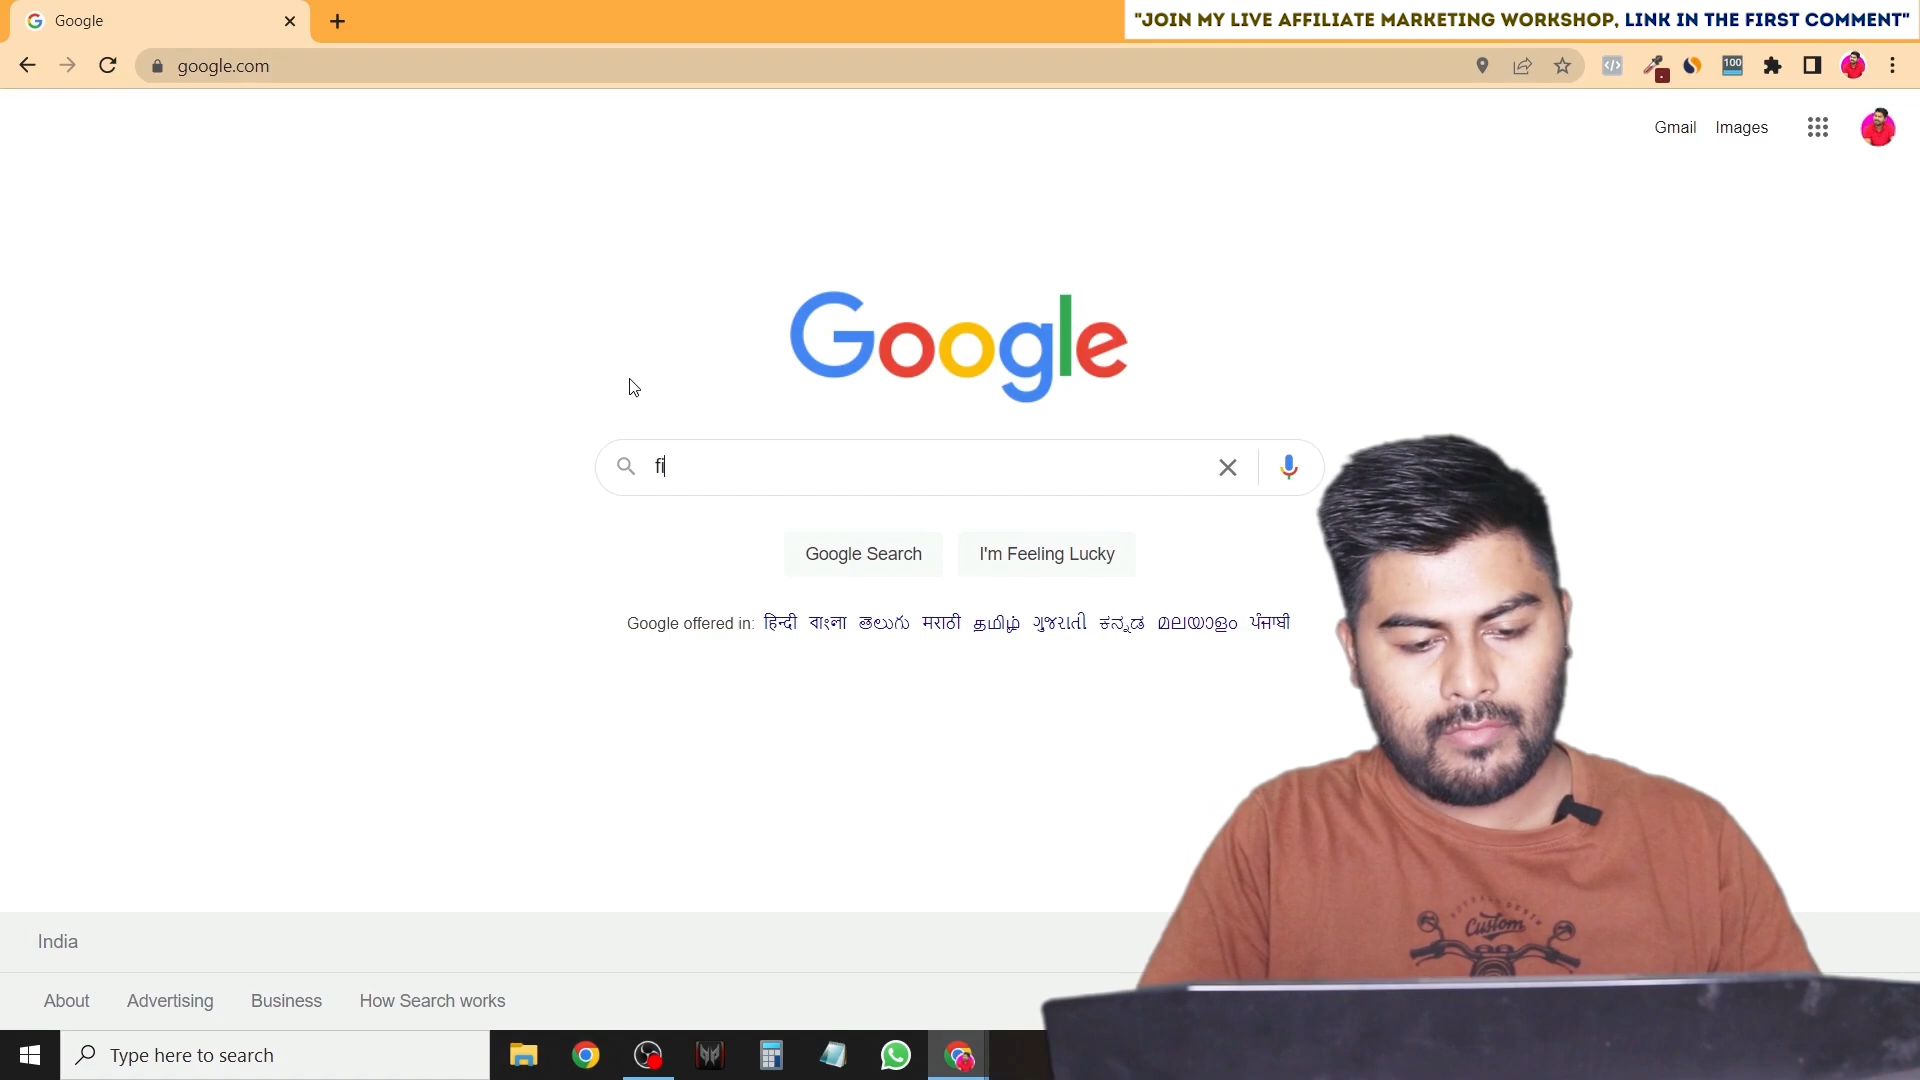 Google
"JOIN MY LIVE AFFILIATE MARKETING WORKSHOP, LINK IN THE FIRST COMMENT"
google.com
100
Gmail Images
Google
fi
Google Search I'm Feeling Lucky
Google offered in: हिन्दी বাংলা తెలుగు मराठी தமிழ் ગુજરાતી ಕನ್ನಡ മലയാളം ਪੰਜਾਬੀ
Custom
India
About Advertising Business How Search works
Type here to search